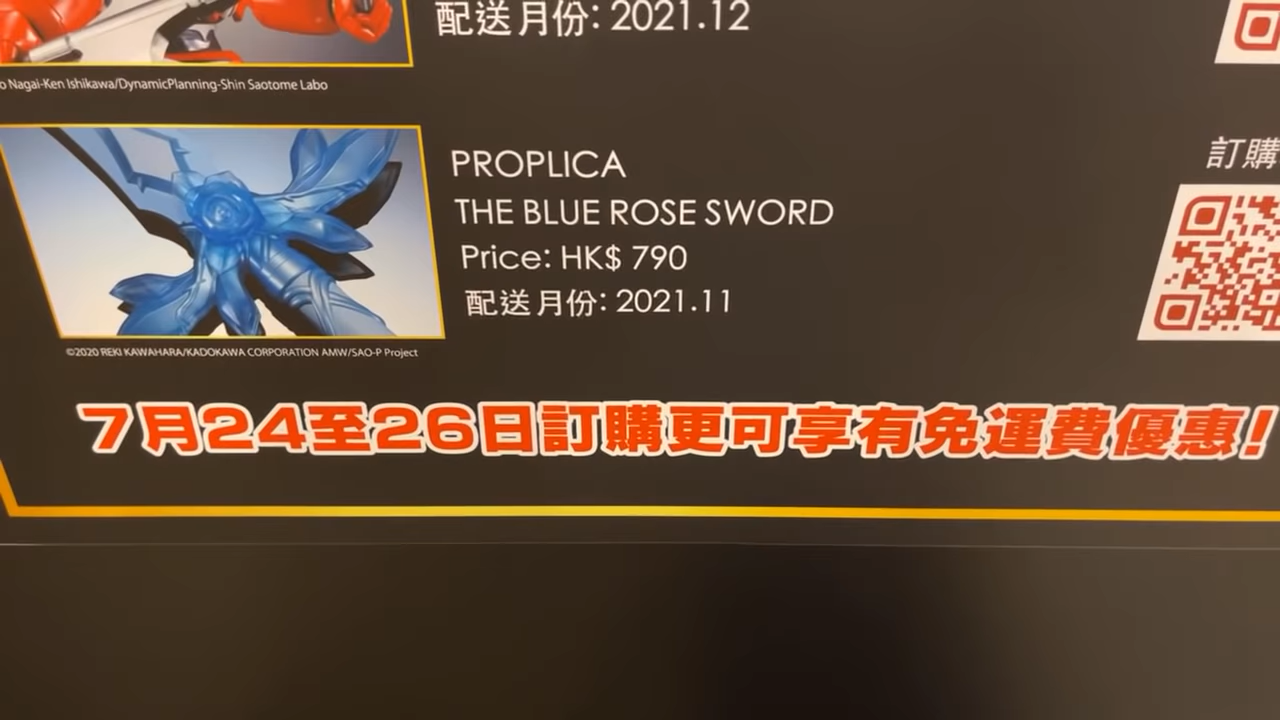 配送月份: 2021.12
o Nagai-Ken Ishikawa/DynamicPlanning-Shin Saotome Labo
PROPLICA
THE BLUE ROSE SWORD
Price: HK$ 790
配送月份: 2021.11
訂購
©2020 REKI KAWAHARA/KADOKAWA CORPORATION AMW/SAO-P Project
7月24至26日訂購更可享有免運費優惠!